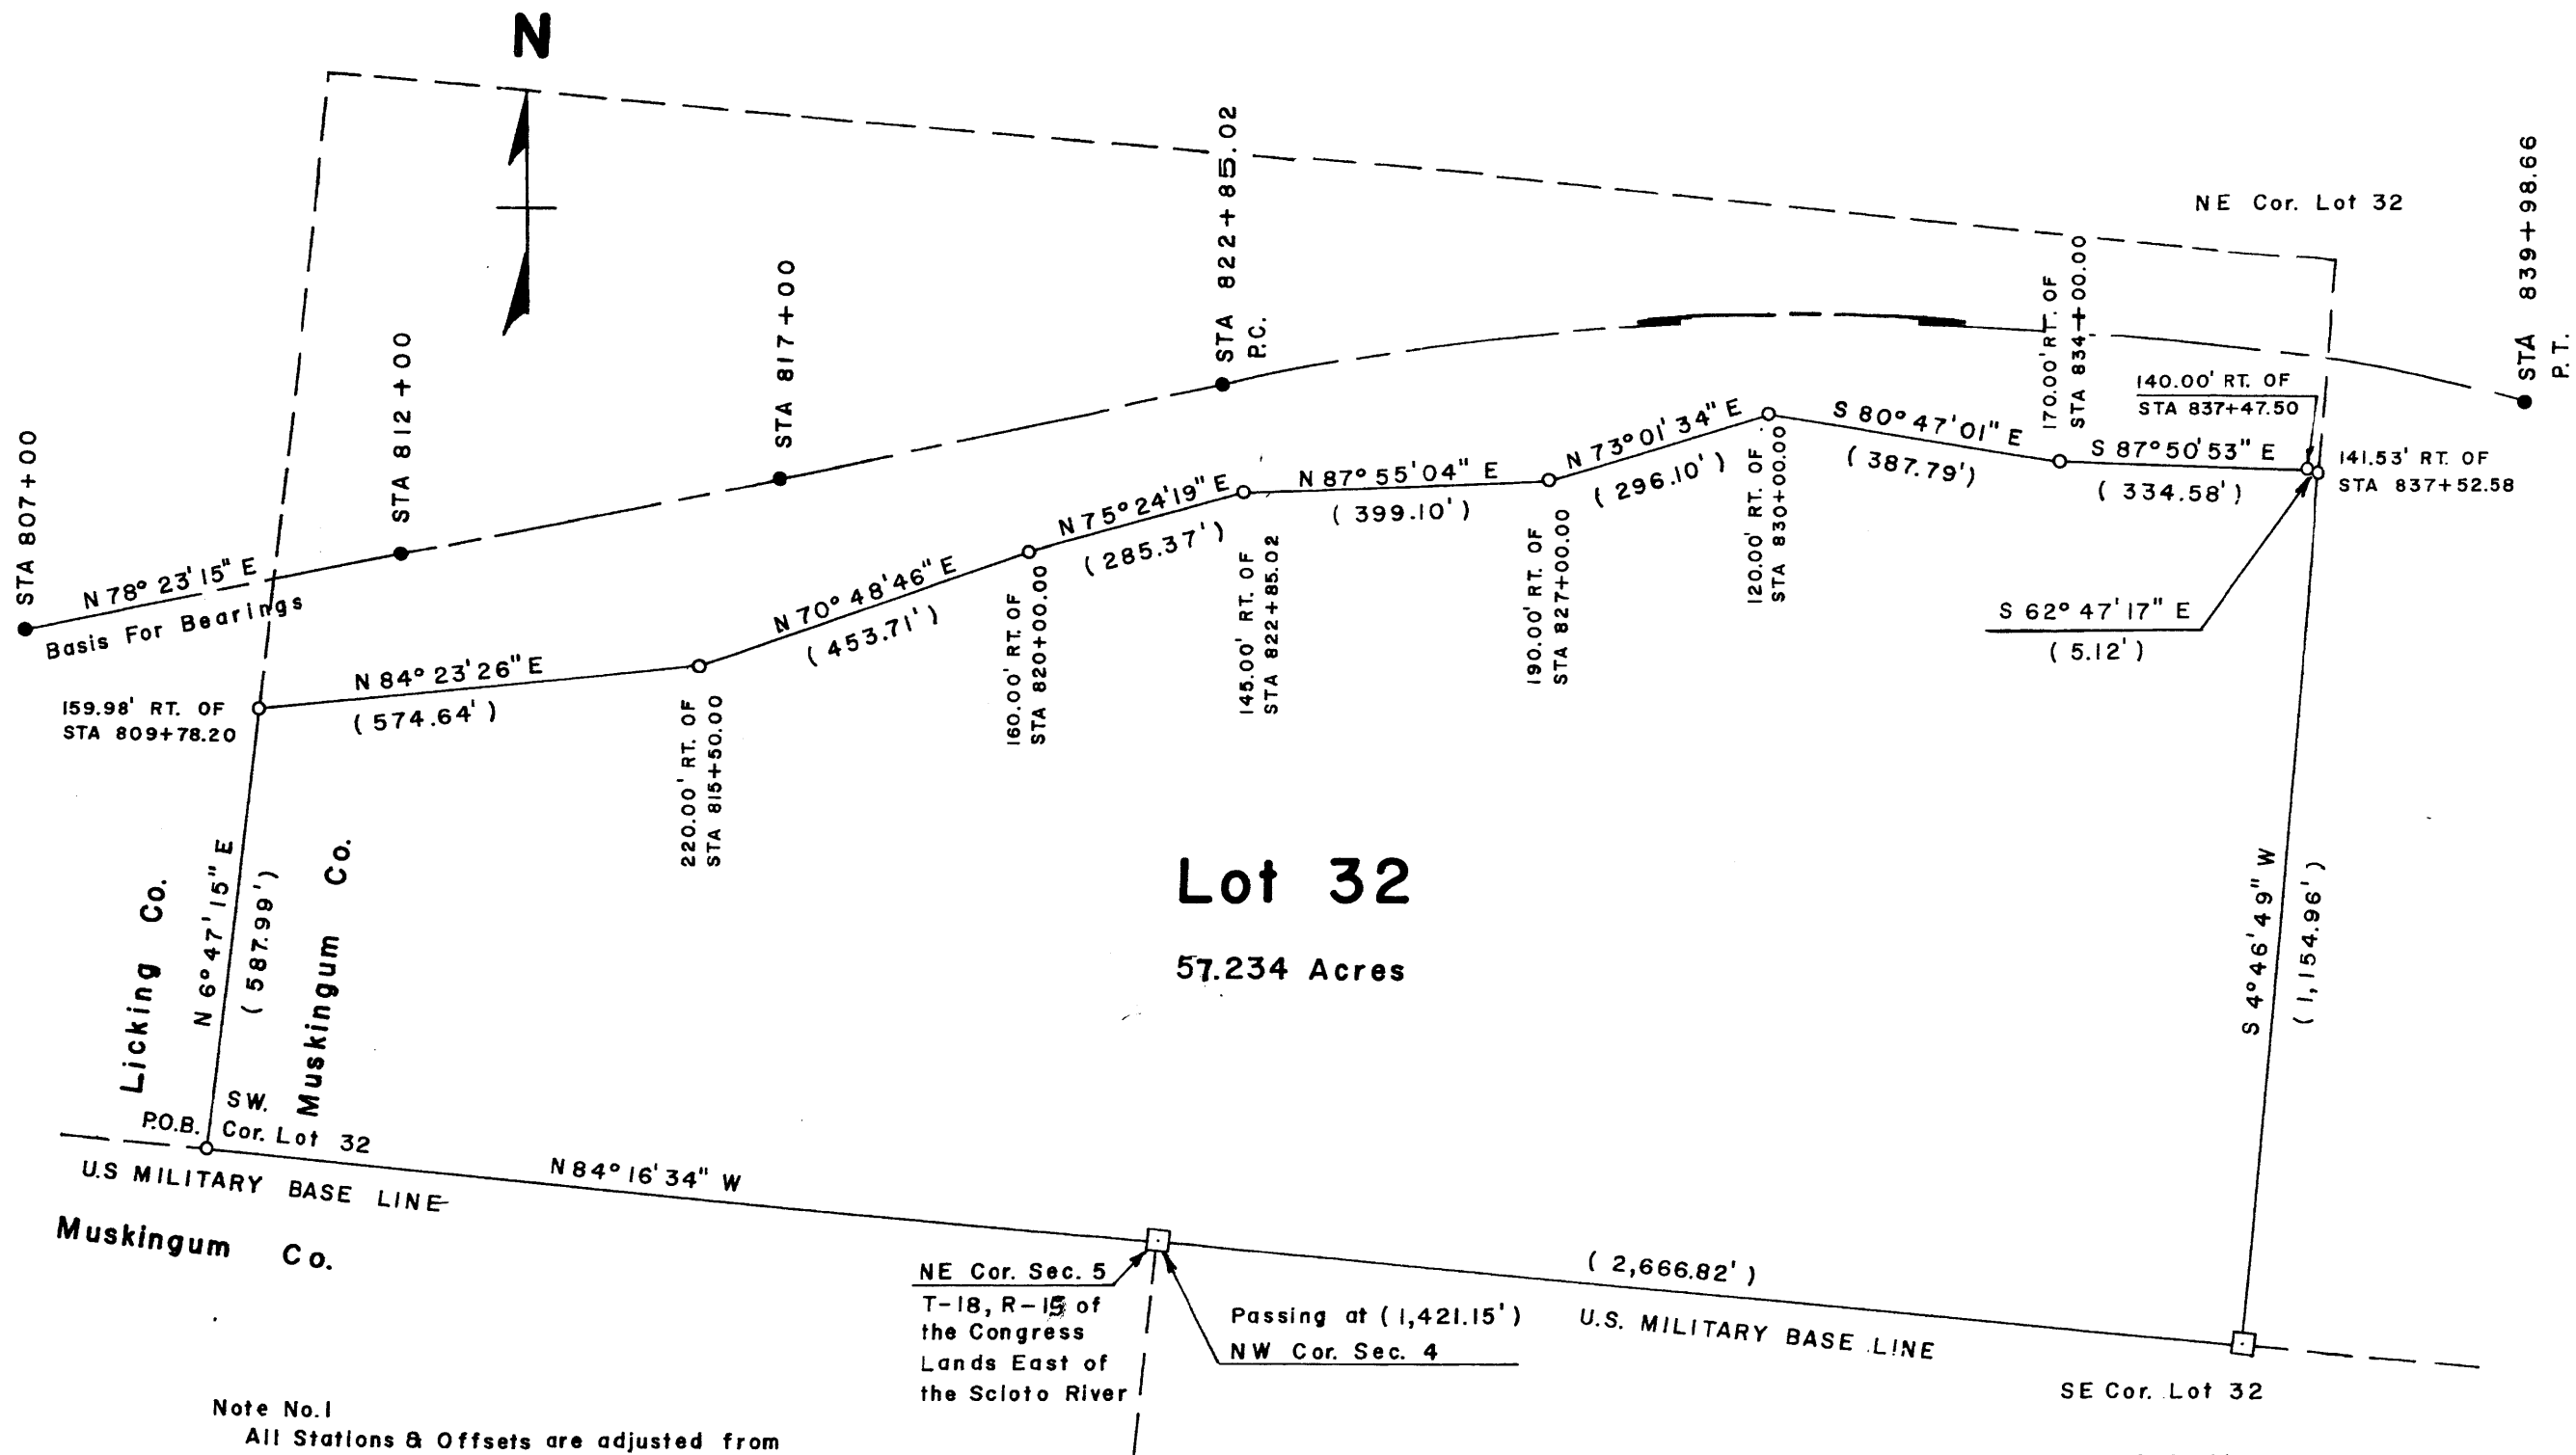 N
NE Cor. Lot 32
STA 807+00
STA 812+00
STA 817+00
STA 822+85.02
P.C.
STA 839+98.66
P.T.
N 78° 23' 15" E
Basis For Bearings
159.98' RT. OF
STA 809+78.20
N 84° 23' 26" E
( 574.64' )
220.00' RT. OF
STA 815+50.00
N 70° 48' 46" E
( 453.71' )
160.00' RT. OF
STA 820+00.00
N 75° 24' 19" E
( 285.37' )
145.00' RT. OF
STA 822+85.02
N 87° 55' 04" E
( 399.10' )
190.00' RT. OF
STA 827+00.00
N 73° 01' 34" E
( 296.10' )
120.00' RT. OF
STA 830+00.00
S 80° 47' 01" E
( 387.79' )
170.00' RT. OF
STA 834+00.00
S 87° 50' 53" E
( 334.58' )
140.00' RT. OF
STA 837+47.50
141.53' RT. OF
STA 837+52.58
S 62° 47' 17" E
( 5.12' )
S 4° 46' 49" W
( 1,154.96' )
Lot 32
57.234 Acres
Licking Co.
N 6° 47' 15" E
( 587.99' )
Muskingum Co.
P.O.B.
SW.
Cor. Lot 32
U.S MILITARY BASE LINE
Muskingum Co.
N 84° 16' 34" W
NE Cor. Sec. 5
T-18, R-15 of
the Congress
Lands East of
the Scioto River
Passing at ( 1,421.15' )
NW Cor. Sec. 4
( 2,666.82' )
U.S. MILITARY BASE LINE
SE Cor. Lot 32
Note No.1
All Stations & Offsets are adjusted from